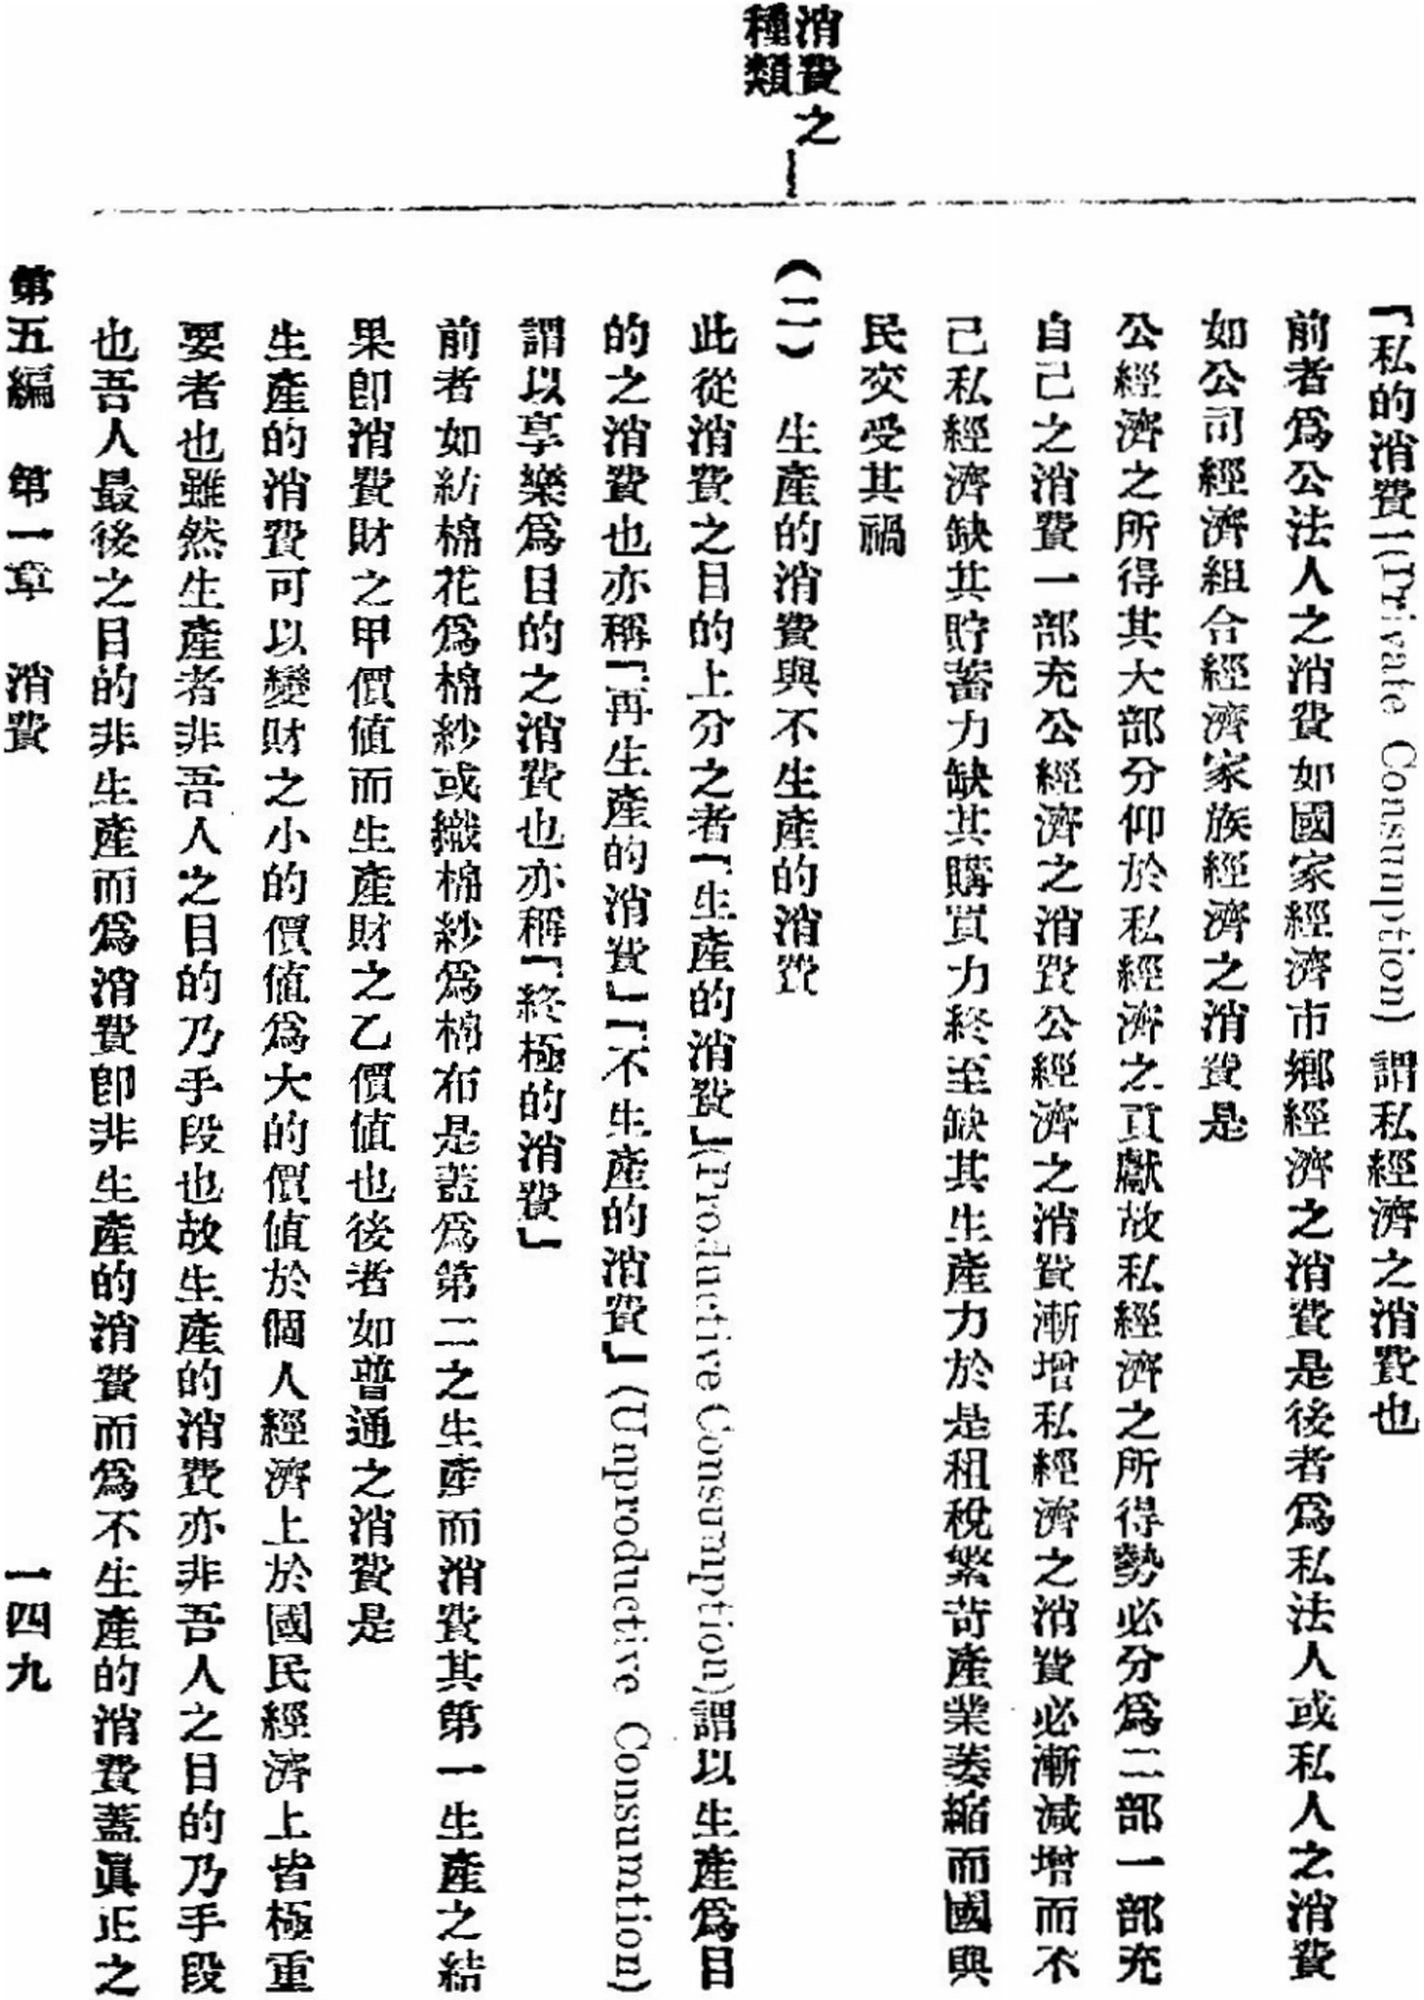 消費之
種類
「私的消費」(Private Consumption) 謂私經濟之消費也
前者爲公法人之消費如國家經濟市鄉經濟之消費是後者爲私法人或私人之消費
如公司經濟組合經濟家族經濟之消費是
公經濟之所得其大部分仰於私經濟之貢獻故私經濟之所得勢必分爲二部一部充
自己之消費一部充公經濟之消費公經濟之消費漸增私經濟之消費必漸減增而不
已私經濟缺其貯蓄力缺其購買力終至缺其生產力於是租稅繁苛產業萎縮而國與
民交受其禍
(二) 生產的消費與不生產的消費
此從消費之目的上分之者「生產的消費」(Productive Consumption)謂以生產爲目
的之消費也亦稱「再生產的消費」「不生產的消費」(Unproductive Consumtion)
謂以享樂爲目的之消費也亦稱「終極的消費」
前者如紡棉花爲棉紗或織棉紗爲棉布是蓋爲第二之生產而消費其第一生產之結
果卽消費財之甲價値而生產財之乙價値也後者如普通之消費是
生產的消費可以變財之小的價値爲大的價値於個人經濟上於國民經濟上皆極重
要者也雖然生產者非吾人之目的乃手段也故生產的消費亦非吾人之目的乃手段
也吾人最後之目的非生產而爲消費卽非生產的消費而爲不生產的消費蓋眞正之
第五編 第一章 消費 一四九